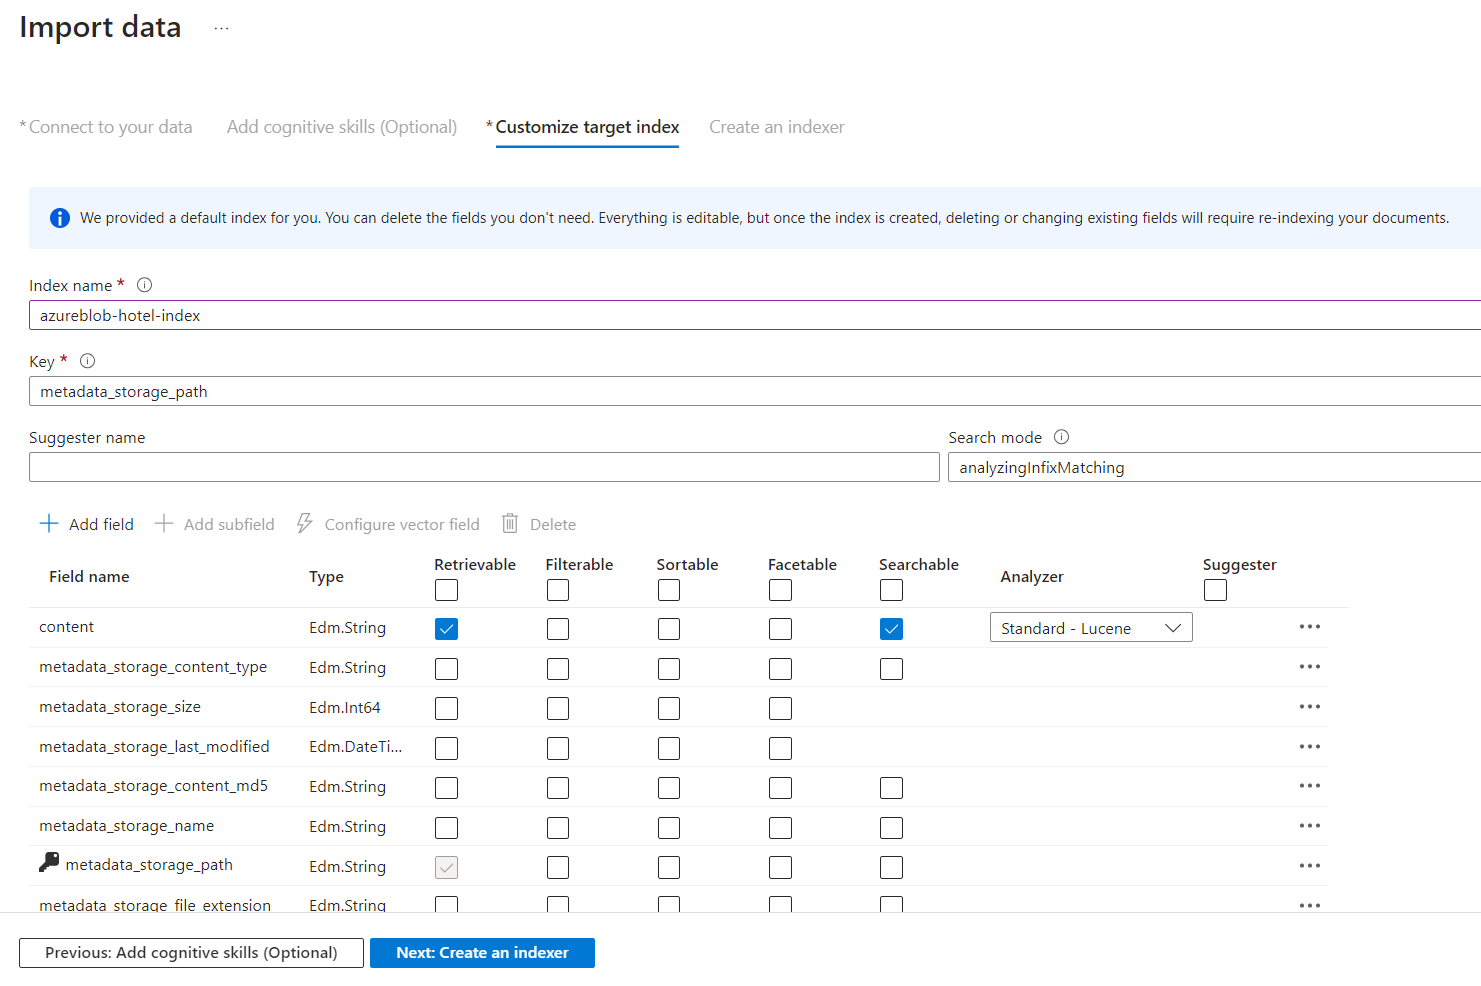 Import data ...
*Connect to your data Add cognitive skills (Optional) *Customize target index Create an indexer
We provided a default index for you. You can delete the fields you don't need. Everything is editable, but once the index is created, deleting or changing existing fields will require re-indexing your documents.
Index name *
azureblob-hotel-index
Key *
metadata_storage_path
Suggester name Search mode
analyzingInfixMatching
Add field Add subfield Configure vector field Delete
Field name Type Retrievable Filterable Sortable Facetable Searchable Analyzer Suggester
content Edm.String Standard - Lucene
metadata_storage_content_type Edm.String
metadata_storage_size Edm.Int64
metadata_storage_last_modified Edm.DateTi...
metadata_storage_content_md5 Edm.String
metadata_storage_name Edm.String
metadata_storage_path Edm.String
metadata_storage_file_extension Edm.String
Previous: Add cognitive skills (Optional) Next: Create an indexer